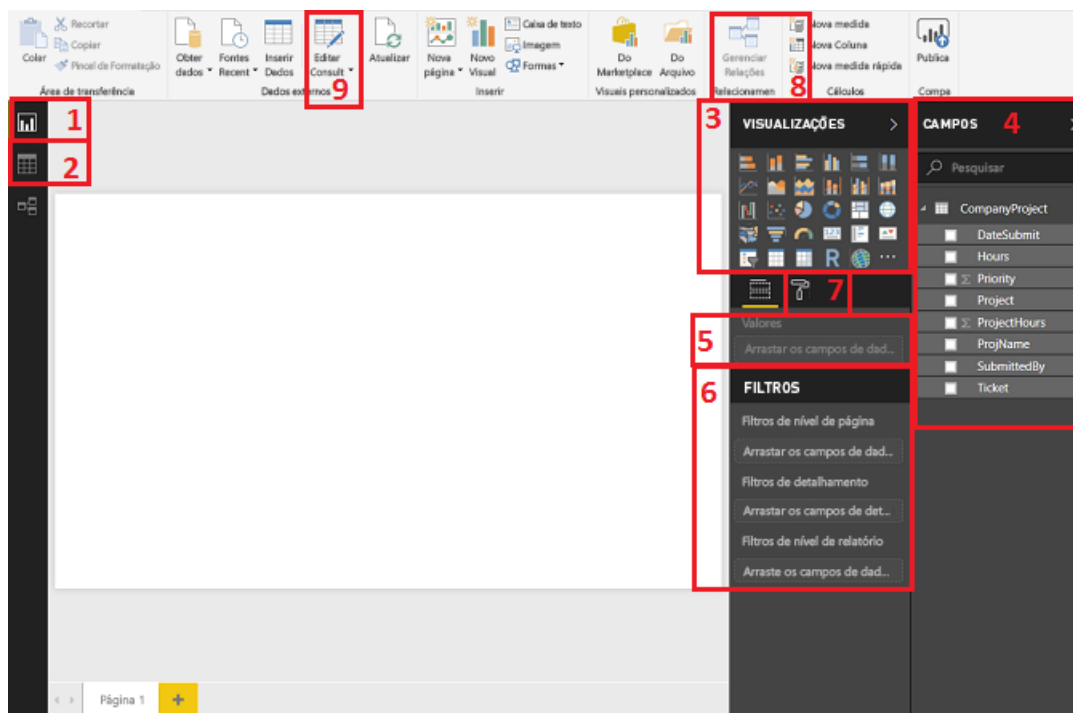 Colar
Recortar
Copiar
Pincel de Formatação
Área de transferência
Obter dados
Fontes Recent
Inserir Dados
Editar Consult
Dados externos
9
Atualizar
Nova página
Novo Visual
Caixa de texto
Imagem
Formas
Inserir
Do Marketplace
Do Arquivo
Visuais personalizados
Gerenciar Relações
Relacionamen
8
Nova medida
Nova Coluna
Nova medida rápida
Cálculos
Publica
Compa
1
2
3
VISUALIZAÇÕES
R
123
7
5
Valores
Arrastar os campos de dad...
6
FILTROS
Filtros de nível de página
Arrastar os campos de dad...
Filtros de detalhamento
Arrastar os campos de det...
Filtros de nível de relatório
Arraste os campos de dad...
CAMPOS
4
Pesquisar
CompanyProject
DateSubmit
Hours
Σ Priority
Project
Σ ProjectHours
ProjName
SubmittedBy
Ticket
Página 1
+